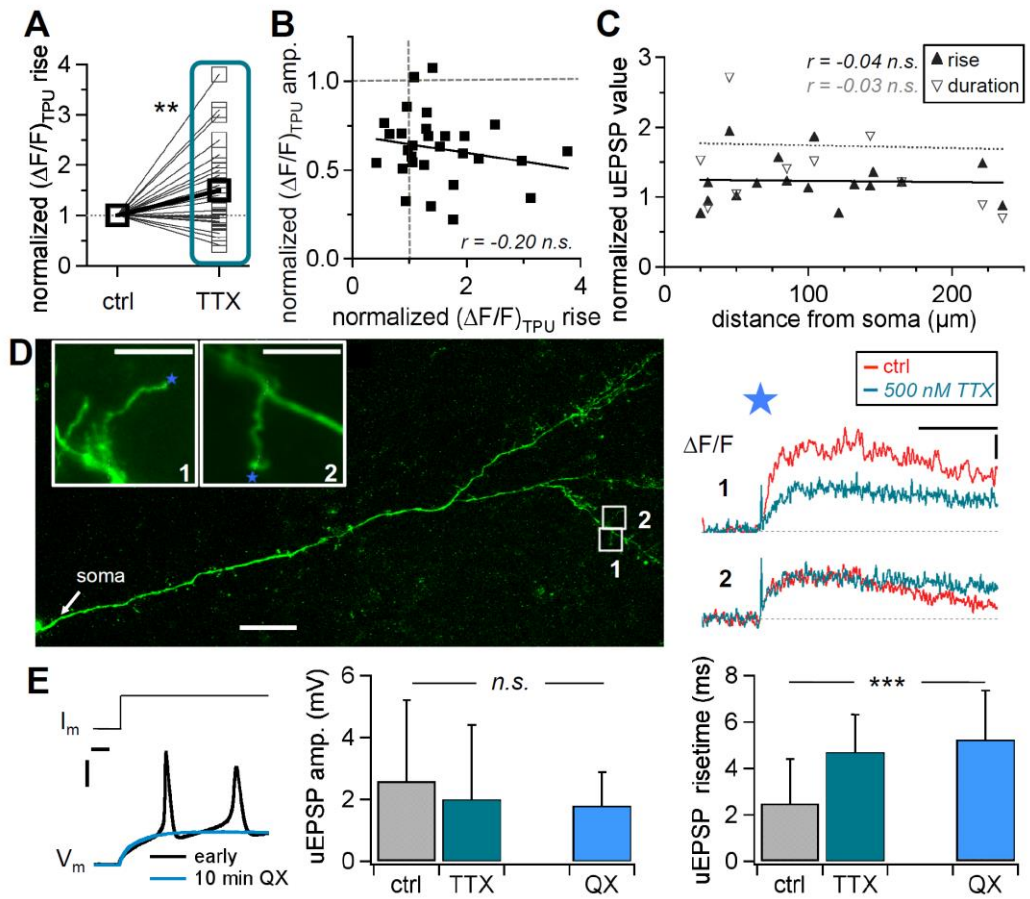 A
normalized (ΔF/F)TPU rise
4
3
2
1
0
**
ctrl
TTX
B
normalized (ΔF/F)TPU amp.
1.0
0.5
0.0
r = -0.20 n.s.
0
2
4
normalized (ΔF/F)TPU rise
C
normalized uEPSP value
3
2
1
0
r = -0.04 n.s.
r = -0.03 n.s.
rise
duration
0
100
200
distance from soma (µm)
D
1
2
soma
2
1
ctrl
500 nM TTX
ΔF/F
1
2
E
Im
Vm
early
10 min QX
uEPSP amp. (mV)
6
4
2
0
n.s.
ctrl
TTX
QX
uEPSP risetime (ms)
8
6
4
2
0
***
ctrl
TTX
QX